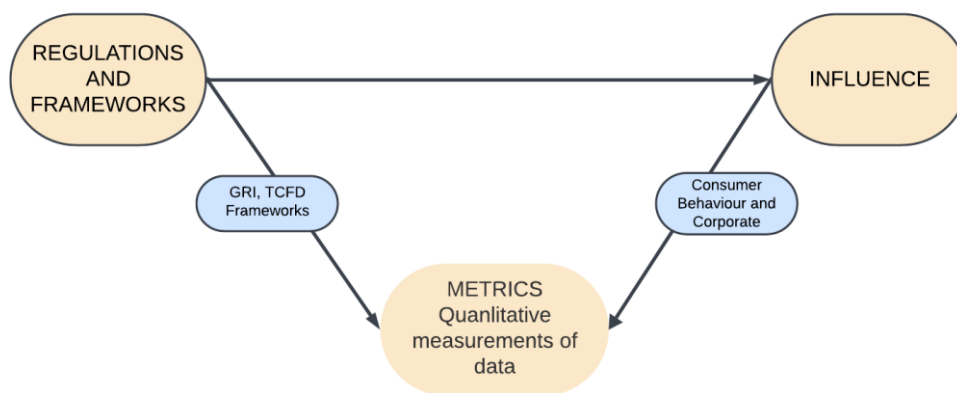 REGULATIONS
AND
FRAMEWORKS
INFLUENCE
GRI, TCFD
Frameworks
Consumer
Behaviour and
Corporate
METRICS
Quanlitative
measurements of
data